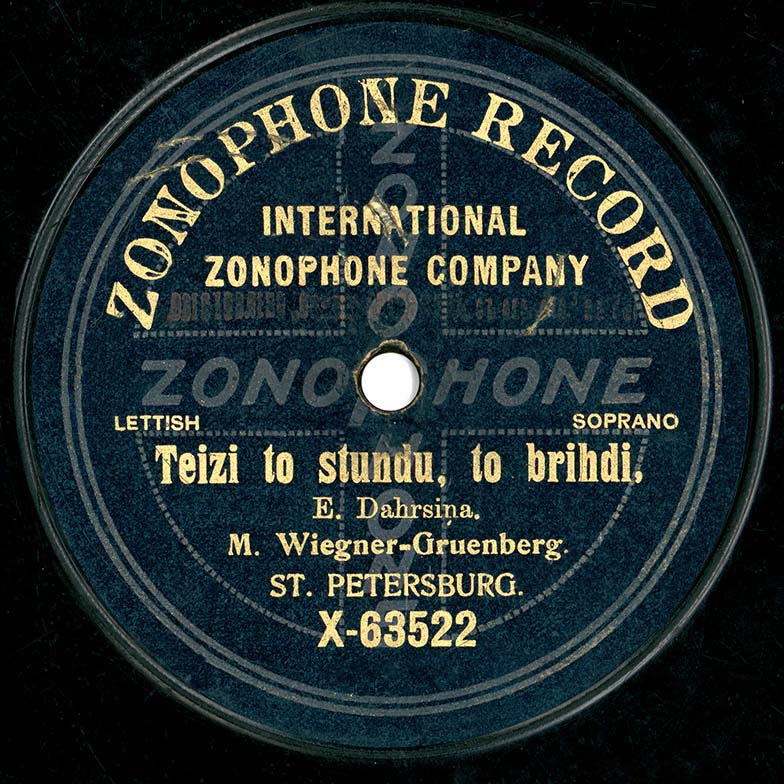 ZONOPHONE RECORD
INTERNATIONAL
ZONOPHONE COMPANY
ZONOPHONE
ZONOPHONE
LETTISH
SOPRANO
Teizi to stundu, to brihdi,
E. Dahrsiņa.
M. Wiegner-Gruenberg.
ST. PETERSBURG.
X-63522